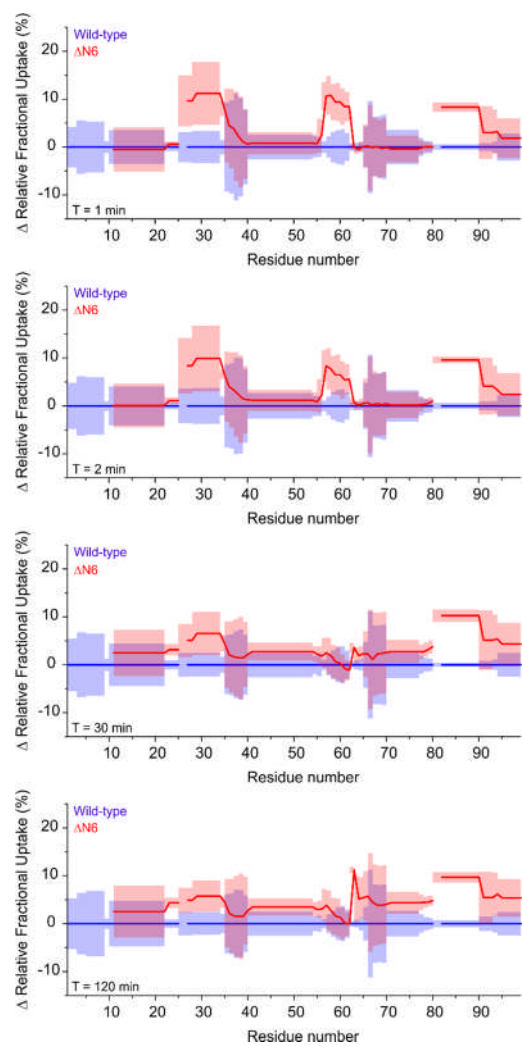 Δ Relative Fractional Uptake (%)
20
10
0
-10
Wild-type
ΔN6
T = 1 min
10 20 30 40 50 60 70 80 90
Residue number
Δ Relative Fractional Uptake (%)
20
10
0
-10
Wild-type
ΔN6
T = 2 min
10 20 30 40 50 60 70 80 90
Residue number
Δ Relative Fractional Uptake (%)
20
10
0
-10
Wild-type
ΔN6
T = 30 min
10 20 30 40 50 60 70 80 90
Residue number
Δ Relative Fractional Uptake (%)
20
10
0
-10
Wild-type
ΔN6
T = 120 min
10 20 30 40 50 60 70 80 90
Residue number